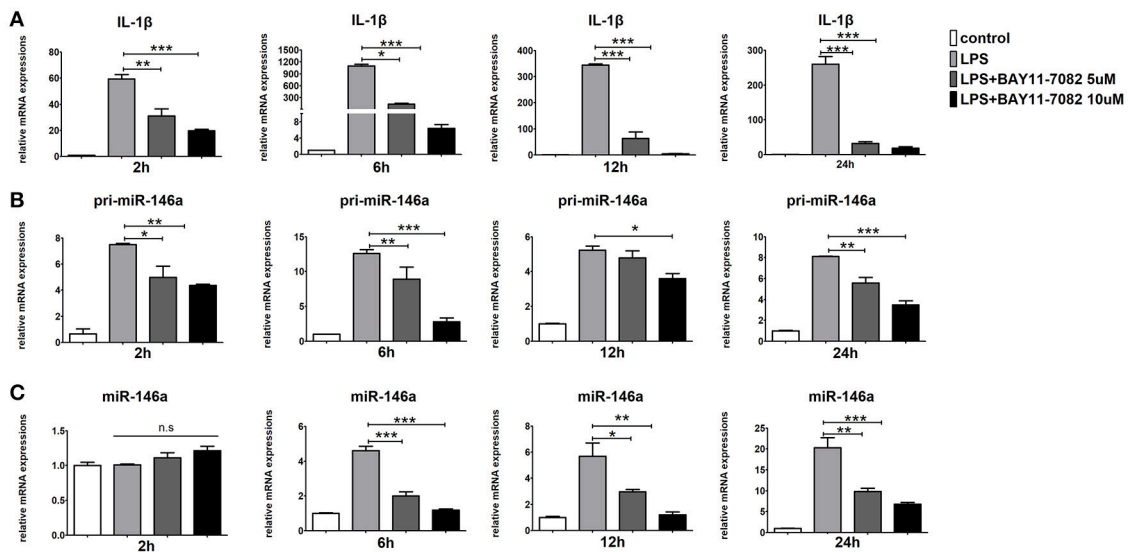 A
IL-1β
IL-1β
IL-1β
IL-1β
control
LPS
LPS+BAY11-7082 5uM
LPS+BAY11-7082 10uM
relative mRNA expressions
80
60
40
20
0
***
**
2h
relative mRNA expressions
1500
1200
900
600
300
8
4
0
***
*
6h
relative mRNA expressions
400
300
200
100
0
***
***
12h
relative mRNA expressions
300
200
100
0
***
***
24h
B
pri-miR-146a
pri-miR-146a
pri-miR-146a
pri-miR-146a
relative mRNA expressions
8
6
4
2
0
**
*
2h
relative mRNA expressions
15
10
5
0
***
**
6h
relative mRNA expressions
6
4
2
0
*
12h
relative mRNA expressions
10
8
6
4
2
0
***
**
24h
C
miR-146a
miR-146a
miR-146a
miR-146a
relative mRNA expressions
1.5
1.0
0.5
0.0
n.s
2h
relative mRNA expressions
6
4
2
0
***
***
6h
relative mRNA expressions
8
6
4
2
0
**
*
12h
relative mRNA expressions
25
20
15
10
5
0
***
**
24h